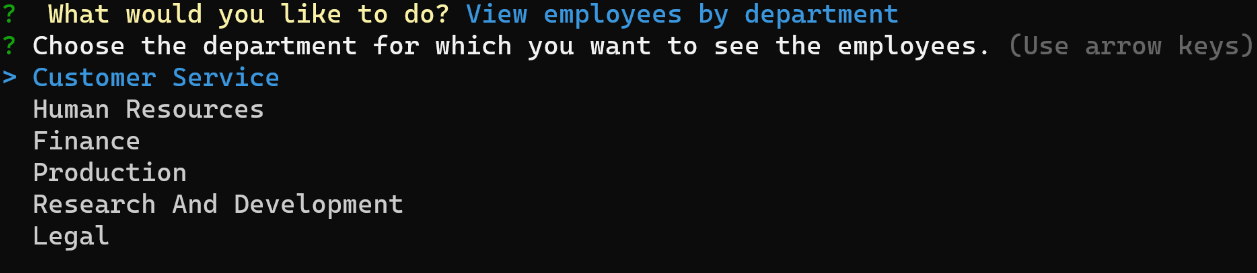 ?  What would you like to do? View employees by department
? Choose the department for which you want to see the employees. (Use arrow keys)
> Customer Service
Human Resources
Finance
Production
Research And Development
Legal